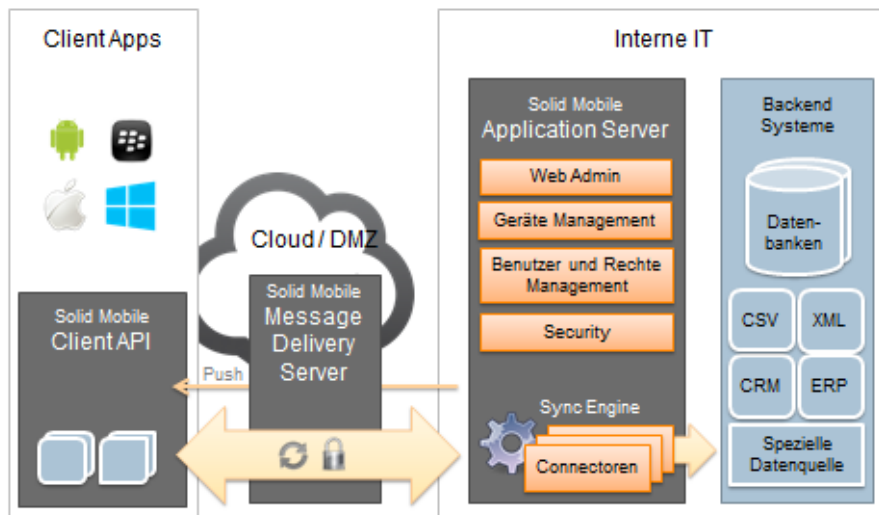 Client Apps
Solid Mobile
Client API
Cloud / DMZ
Solid Mobile
Message
Delivery
Server
Push
Interne IT
Solid Mobile
Application Server
Web Admin
Geräte Management
Benutzer und Rechte
Management
Security
Sync Engine
Connectoren
Backend
Systeme
Daten-
banken
CSV
XML
CRM
ERP
Spezielle
Datenquelle